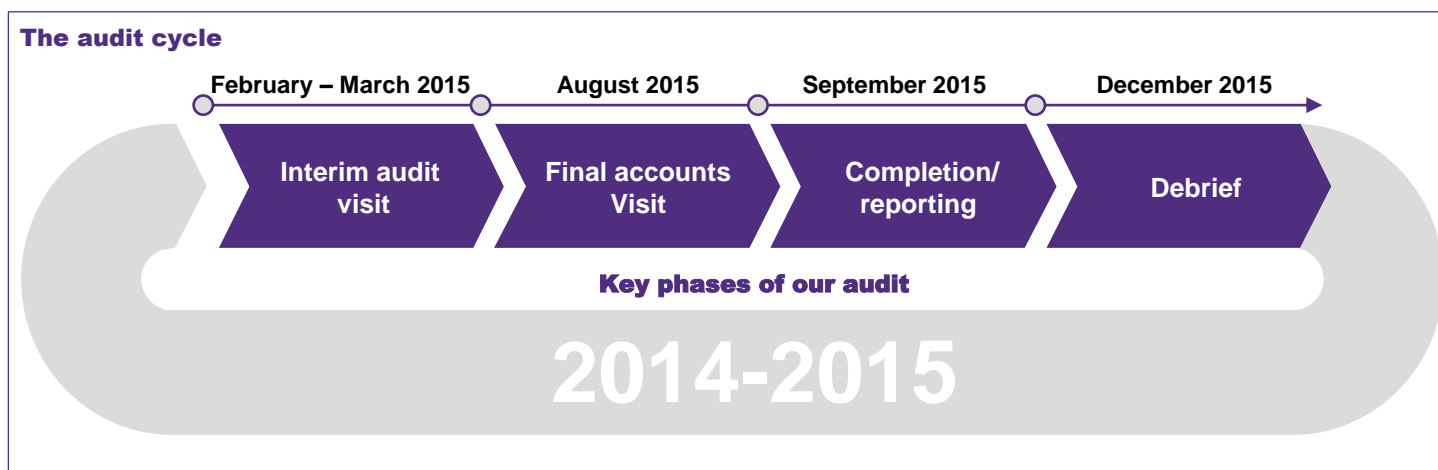 The audit cycle
February – March 2015
August 2015
September 2015
December 2015
Interim audit
visit
Final accounts
Visit
Completion/
reporting
Debrief
Key phases of our audit
2014-2015